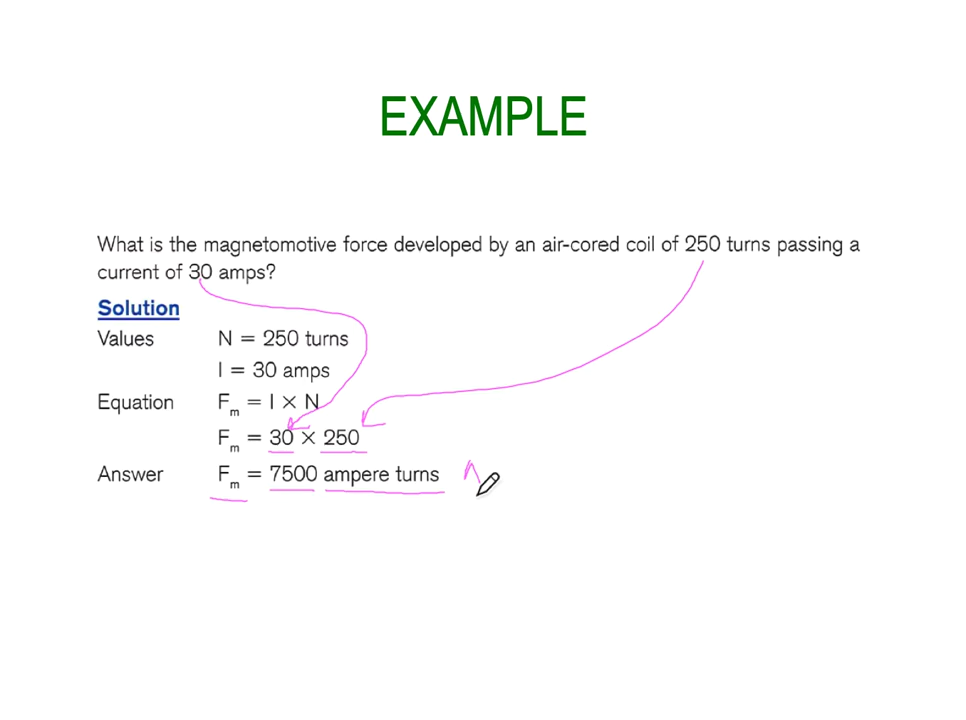 EXAMPLE
What is the magnetomotive force developed by an air-cored coil of 250 turns passing a
current of 30 amps?
Solution
Values N = 250 turns
I = 30 amps
Equation Fm = I × N
Fm = 30 × 250
Answer Fm = 7500 ampere turns